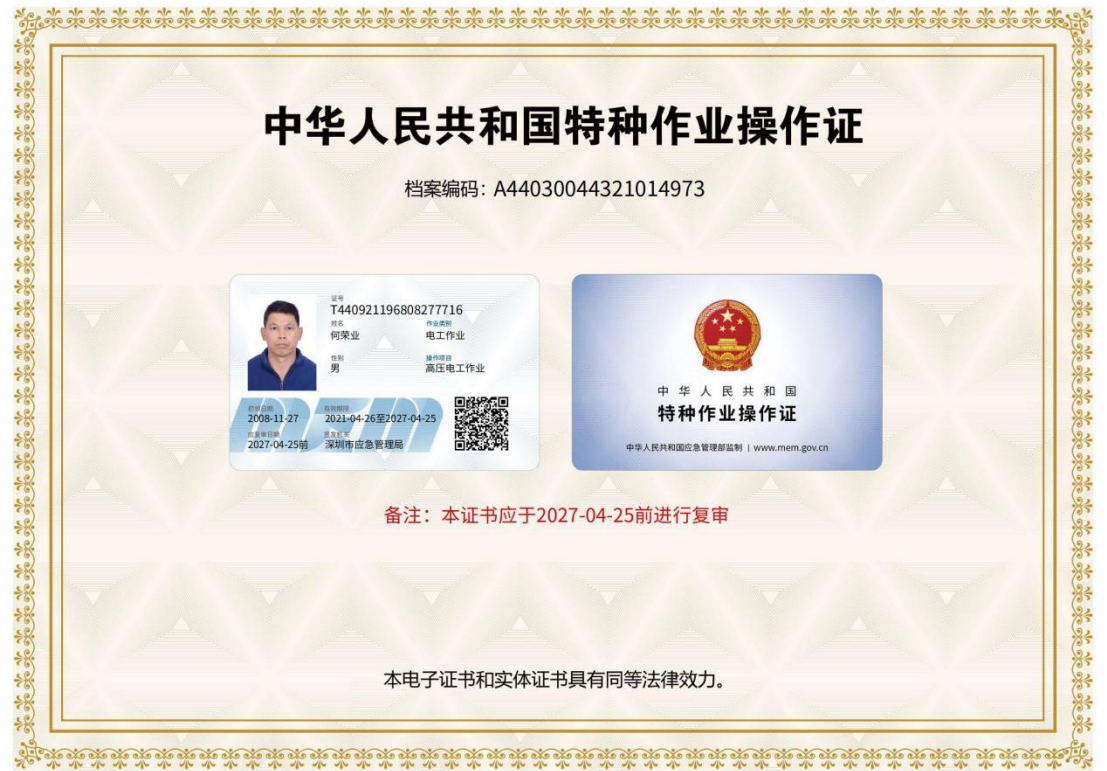 中华人民共和国特种作业操作证
档案编码：A44030044321014973
证号
T440921196808277716
姓名
何荣业
作业类别
电工作业
性别
男
操作项目
高压电工作业
初领日期
2008-11-27
有效期限
2021-04-26至2027-04-25
应复审日期
2027-04-25前
签发机关
深圳市应急管理局
中华人民共和国
特种作业操作证
中华人民共和国应急管理部监制 | www.mem.gov.cn
备注：本证书应于2027-04-25前进行复审
本电子证书和实体证书具有同等法律效力。